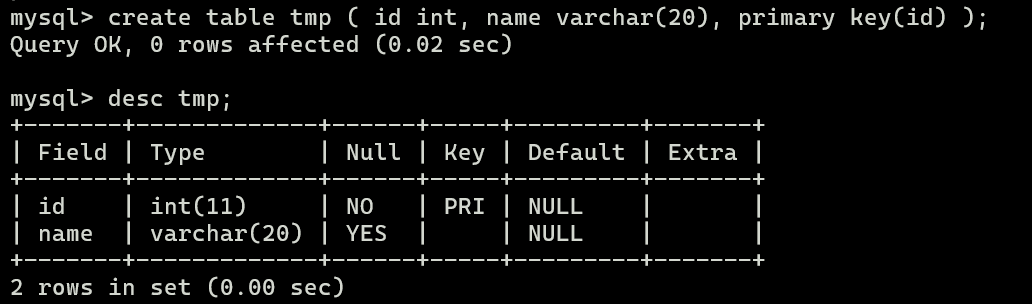 mysql> create table tmp ( id int, name varchar(20), primary key(id) );
Query OK, 0 rows affected (0.02 sec)

mysql> desc tmp;
+-------+-------------+------+-----+---------+-------+
| Field | Type        | Null | Key | Default | Extra |
+-------+-------------+------+-----+---------+-------+
| id    | int(11)     | NO   | PRI | NULL    |       |
| name  | varchar(20) | YES  |     | NULL    |       |
+-------+-------------+------+-----+---------+-------+
2 rows in set (0.00 sec)